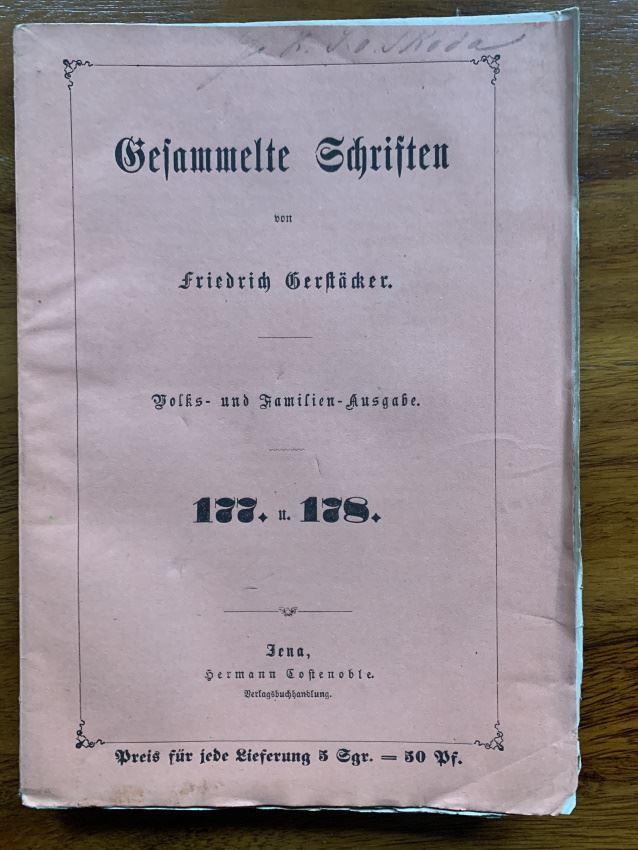 K. I. o. Skoda
Gesammelte Schriften
von
Friedrich Gerstäcker.
Volks- und Familien-Ausgabe.
177. u. 178.
Jena,
Hermann Costenoble.
Verlagsbuchhandlung.
Preis für jede Lieferung 5 Sgr. = 50 Pf.